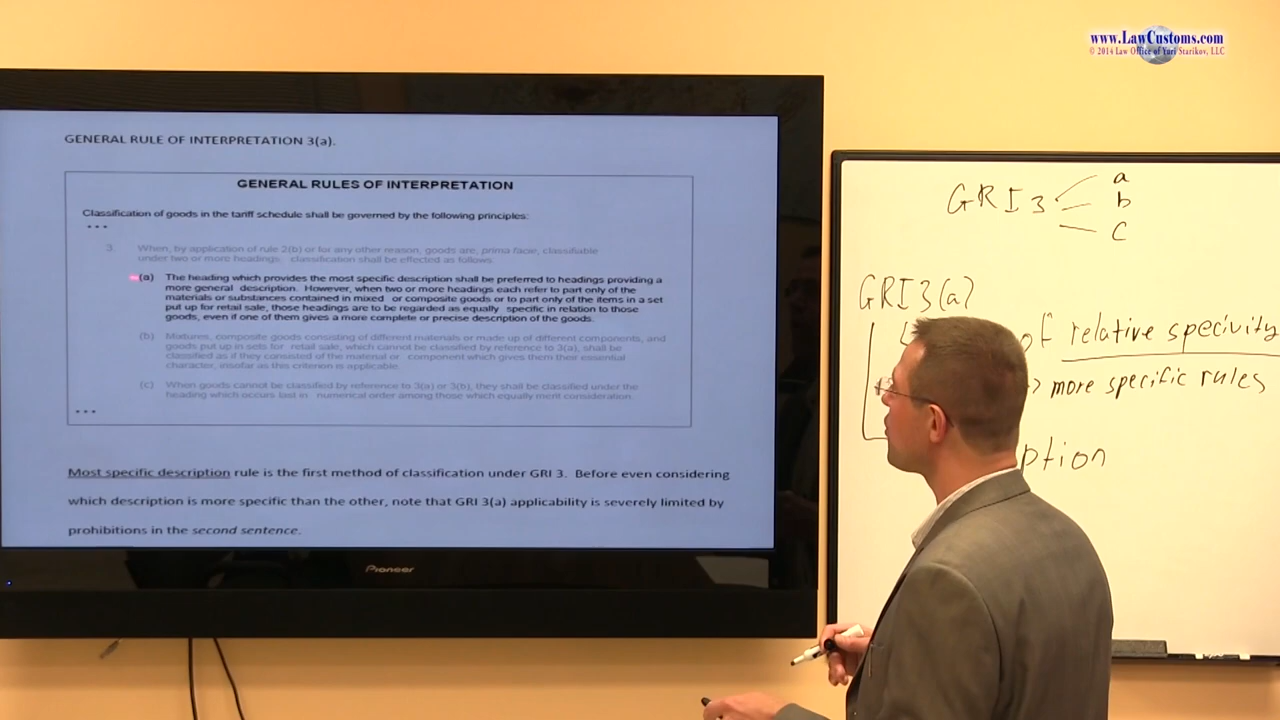 www.LawCustoms.com
© 2014 Law Office of Yuri Starikov, LLC
GENERAL RULE OF INTERPRETATION 3(a).
GENERAL RULES OF INTERPRETATION
Classification of goods in the tariff schedule shall be governed by the following principles:
* * *
3. When, by application of rule 2(b) or for any other reason, goods are, prima facie, classifiable
under two or more headings, classification shall be effected as follows.
(a) The heading which provides the most specific description shall be preferred to headings providing a
more general description. However, when two or more headings each refer to part only of the
materials or substances contained in mixed or composite goods or to part only of the items in a set
put up for retail sale, those headings are to be regarded as equally specific in relation to those
goods, even if one of them gives a more complete or precise description of the goods.
(b) Mixtures, composite goods consisting of different materials or made up of different components, and
goods put up in sets for retail sale, which cannot be classified by reference to 3(a), shall be
classified as if they consisted of the material or component which gives them their essential
character, insofar as this criterion is applicable.
(c) When goods cannot be classified by reference to 3(a) or 3(b), they shall be classified under the
heading which occurs last in numerical order among those which equally merit consideration.
* * *
Most specific description rule is the first method of classification under GRI 3. Before even considering
which description is more specific than the other, note that GRI 3(a) applicability is severely limited by
prohibitions in the second sentence.
Pioneer
GRI 3
a
b
c
GRI 3(a)
of relative specivity
more specific rules
ption